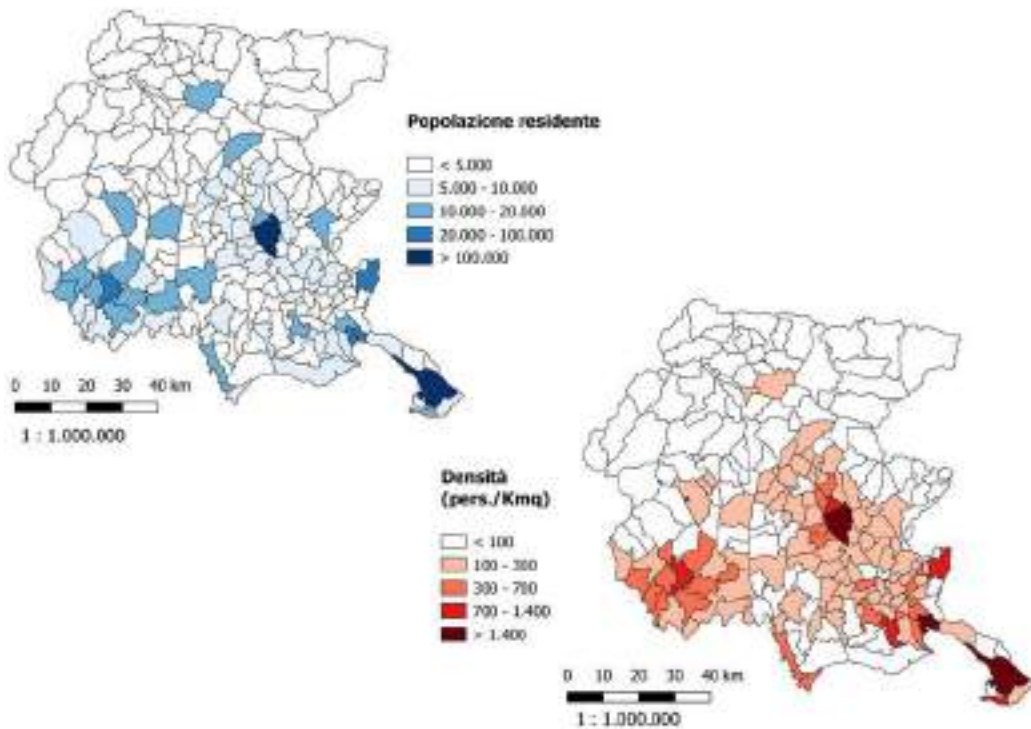 Popolazione residente
< 5.000
5.000 - 10.000
10.000 - 20.000
20.000 - 100.000
> 100.000
0 10 20 30 40 km
1 : 1.000.000
Densità
(pers./Kmq)
< 100
100 - 300
300 - 700
700 - 1.400
> 1.400
0 10 20 30 40 km
1 : 1.000.000